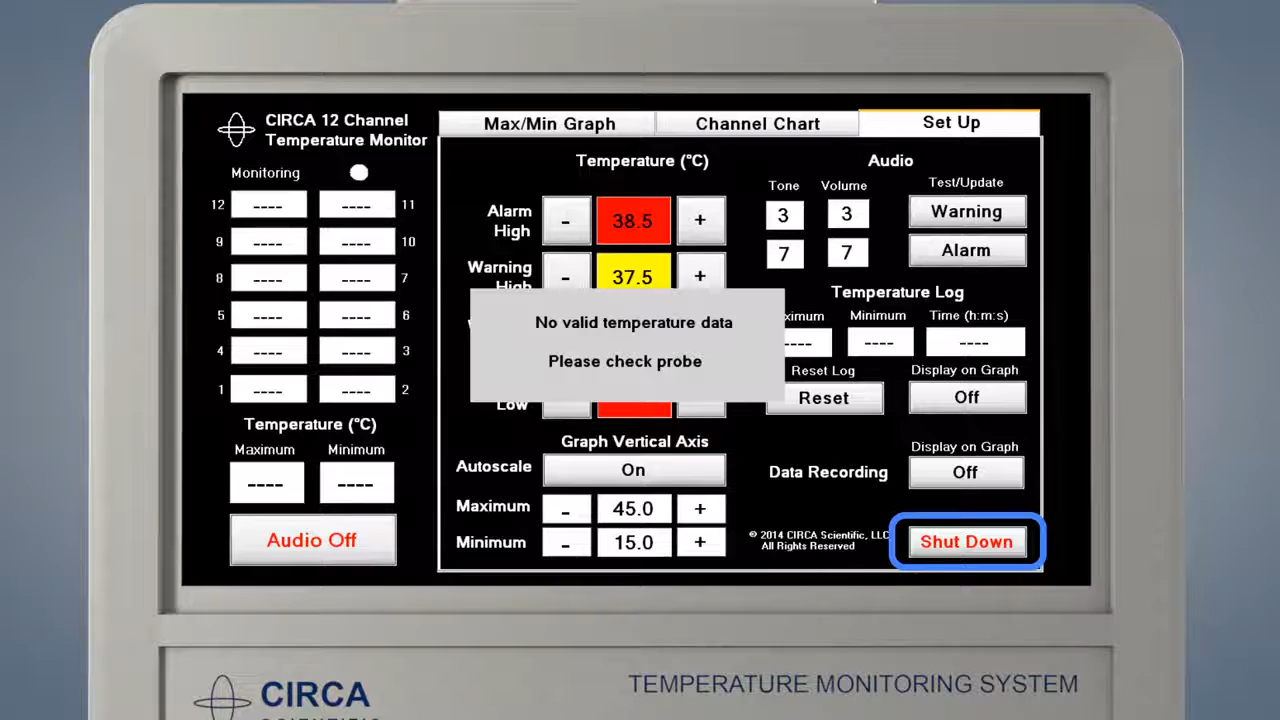 CIRCA 12 Channel
Temperature Monitor
Monitoring
12 ---- ---- 11
9 ---- ---- 10
8 ---- ---- 7
5 ---- ---- 6
4 ---- ---- 3
1 ---- ---- 2
Temperature (°C)
Maximum Minimum
---- ----
Audio Off
Max/Min Graph Channel Chart Set Up
Temperature (°C)
Alarm
High
- 38.5 +
Warning
High
- 37.5 +
No valid temperature data
Please check probe
Low
Graph Vertical Axis
Autoscale On
Maximum - 45.0 +
Minimum - 15.0 +
Audio
Tone Volume Test/Update
3 3 Warning
7 7 Alarm
Temperature Log
Minimum Time (h:m:s)
---- ---- ----
Reset Log Display on Graph
Reset Off
Display on Graph
Data Recording Off
© 2014 CIRCA Scientific, LLC
All Rights Reserved
Shut Down
CIRCA
SCIENTIFIC
TEMPERATURE MONITORING SYSTEM